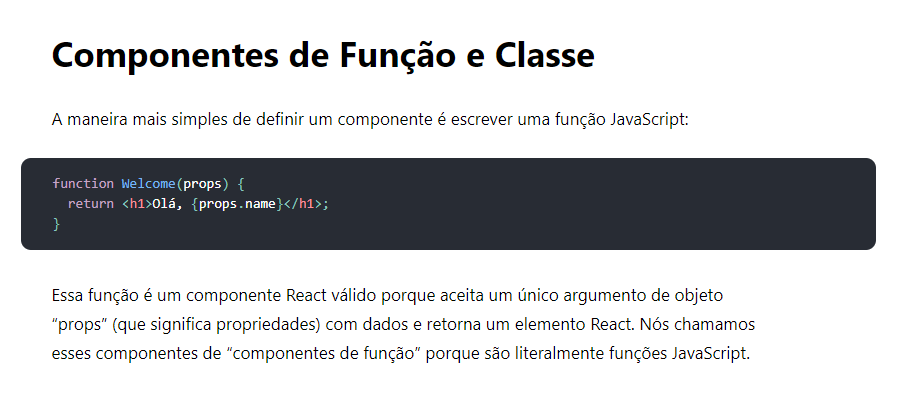 Componentes de Função e Classe
A maneira mais simples de definir um componente é escrever uma função JavaScript:
function Welcome(props) {
  return <h1>Olá, {props.name}</h1>;
}
Essa função é um componente React válido porque aceita um único argumento de objeto
“props” (que significa propriedades) com dados e retorna um elemento React. Nós chamamos
esses componentes de “componentes de função” porque são literalmente funções JavaScript.